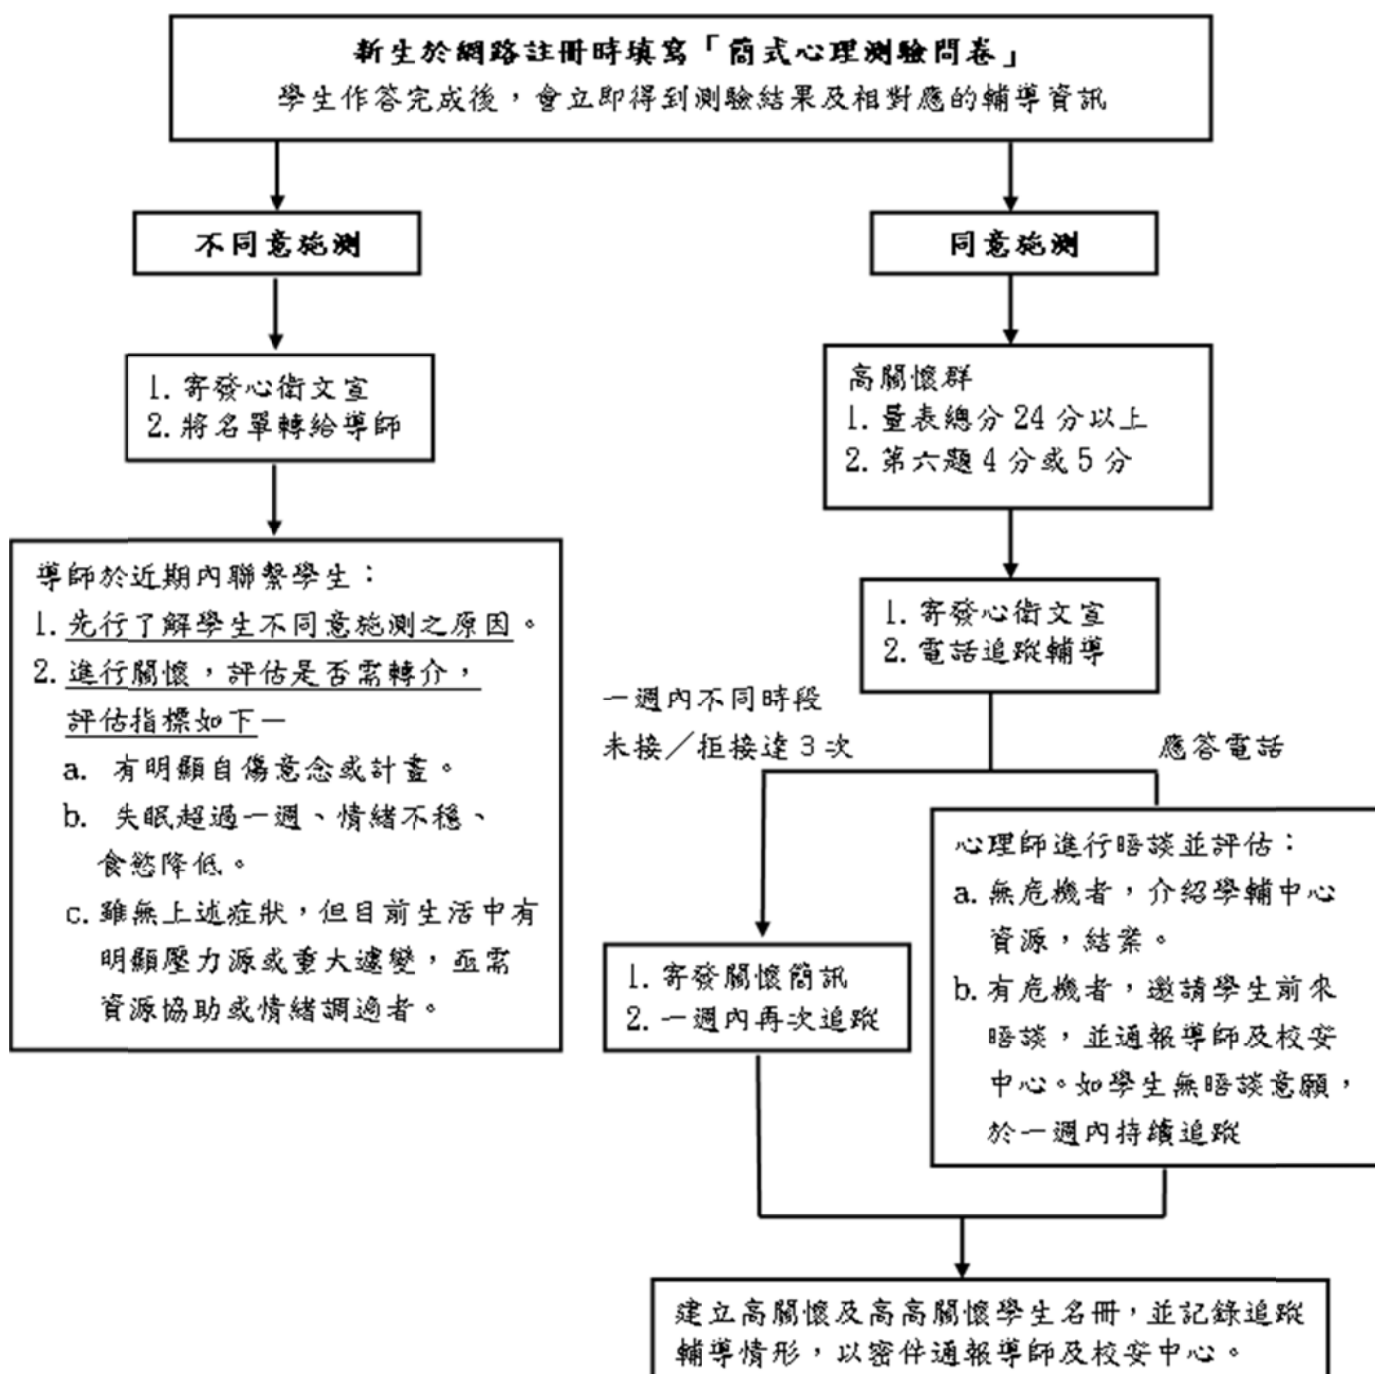 新生於網路註冊時填寫「簡式心理測驗問卷」
學生作答完成後，會立即得到測驗結果及相對應的輔導資訊
不同意施測
同意施測
1. 寄發心衛文宣
2. 將名單轉給導師
高關懷群
1. 量表總分 24 分以上
2. 第六題 4 分或 5 分
導師於近期內聯繫學生：
1. 先行了解學生不同意施測之原因。
2. 進行關懷，評估是否需轉介，
評估指標如下－
a. 有明顯自傷意念或計畫。
b. 失眠超過一週、情緒不穩、
食慾降低。
c. 雖無上述症狀，但目前生活中有
明顯壓力源或重大遽變，亟需
資源協助或情緒調適者。
1. 寄發心衛文宣
2. 電話追蹤輔導
一週內不同時段
未接／拒接達 3 次
應答電話
1. 寄發關懷簡訊
2. 一週內再次追蹤
心理師進行晤談並評估：
a. 無危機者，介紹學輔中心
資源，結案。
b. 有危機者，邀請學生前來
晤談，並通報導師及校安
中心。如學生無晤談意願，
於一週內持續追蹤
建立高關懷及高高關懷學生名冊，並記錄追蹤
輔導情形，以密件通報導師及校安中心。